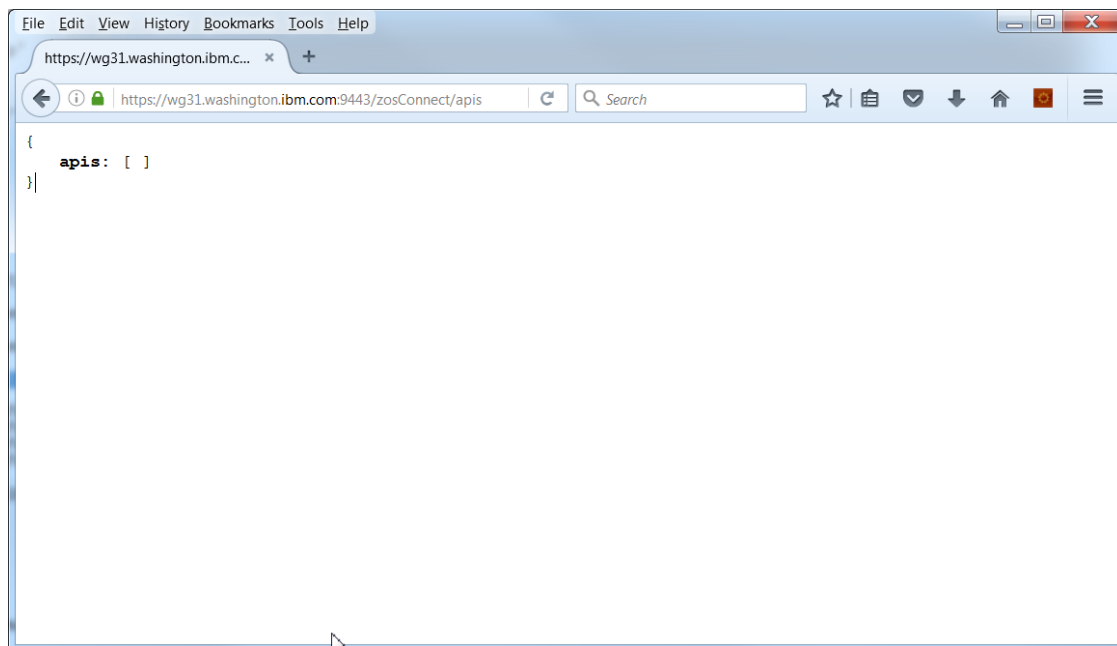 File Edit View History Bookmarks Tools Help
https://wg31.washington.ibm.c...
https://wg31.washington.ibm.com:9443/zosConnect/apis
Search
{
apis: [ ]
}